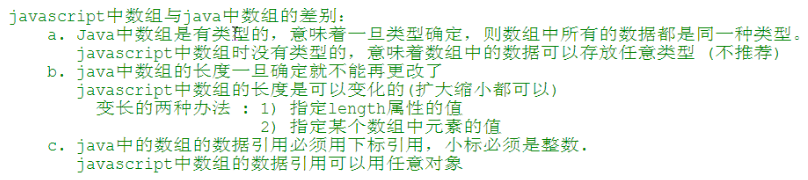 javascript中数组与java中数组的差别：
a. Java中数组是有类型的，意味着一旦类型确定，则数组中所有的数据都是同一种类型。
javascript中数组时没有类型的，意味着数组中的数据可以存放任意类型 (不推荐)
b. java中数组的长度一旦确定就不能再更改了
javascript中数组的长度是可以变化的(扩大缩小都可以)
变长的两种办法 : 1) 指定length属性的值
2) 指定某个数组中元素的值
c. java中的数组的数据引用必须用下标引用，小标必须是整数.
javascript中数组的数据引用可以用任意对象